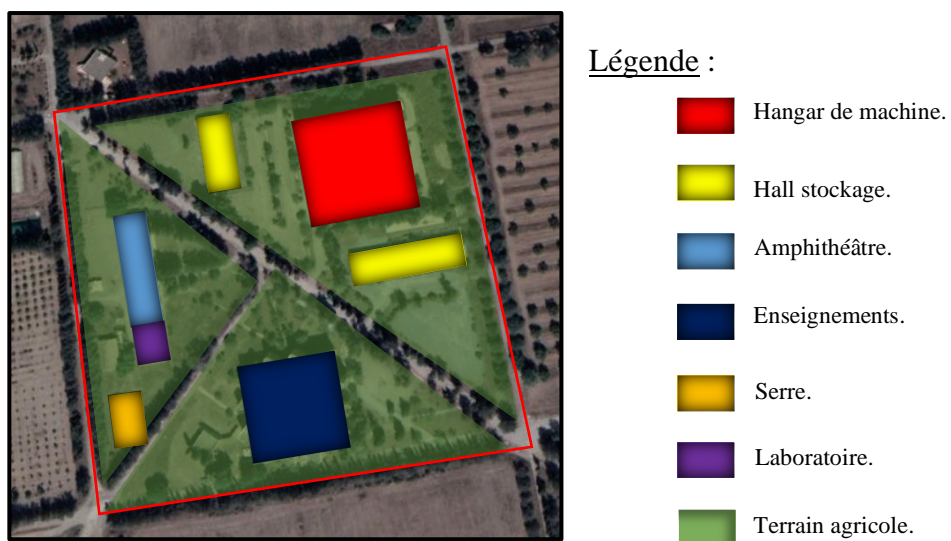 Légende :
Hangar de machine.
Hall stockage.
Amphithéâtre.
Enseignements.
Serre.
Laboratoire.
Terrain agricole.